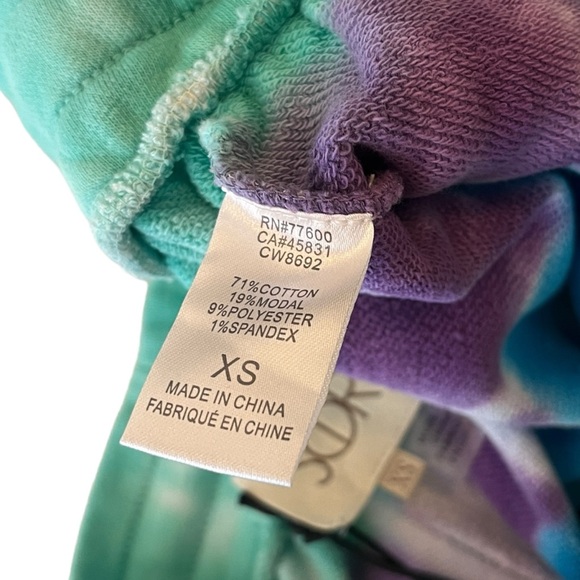 RN#77600
CA#45831
CW8692
71%COTTON
19%MODAL
9%POLYESTER
1%SPANDEX
XS
MADE IN CHINA
FABRIQUÉ EN CHINE
XS